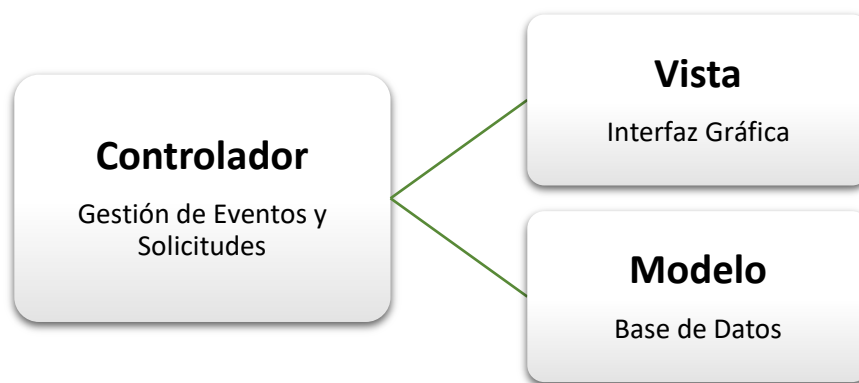 Controlador
Gestión de Eventos y
Solicitudes
Vista
Interfaz Gráfica
Modelo
Base de Datos